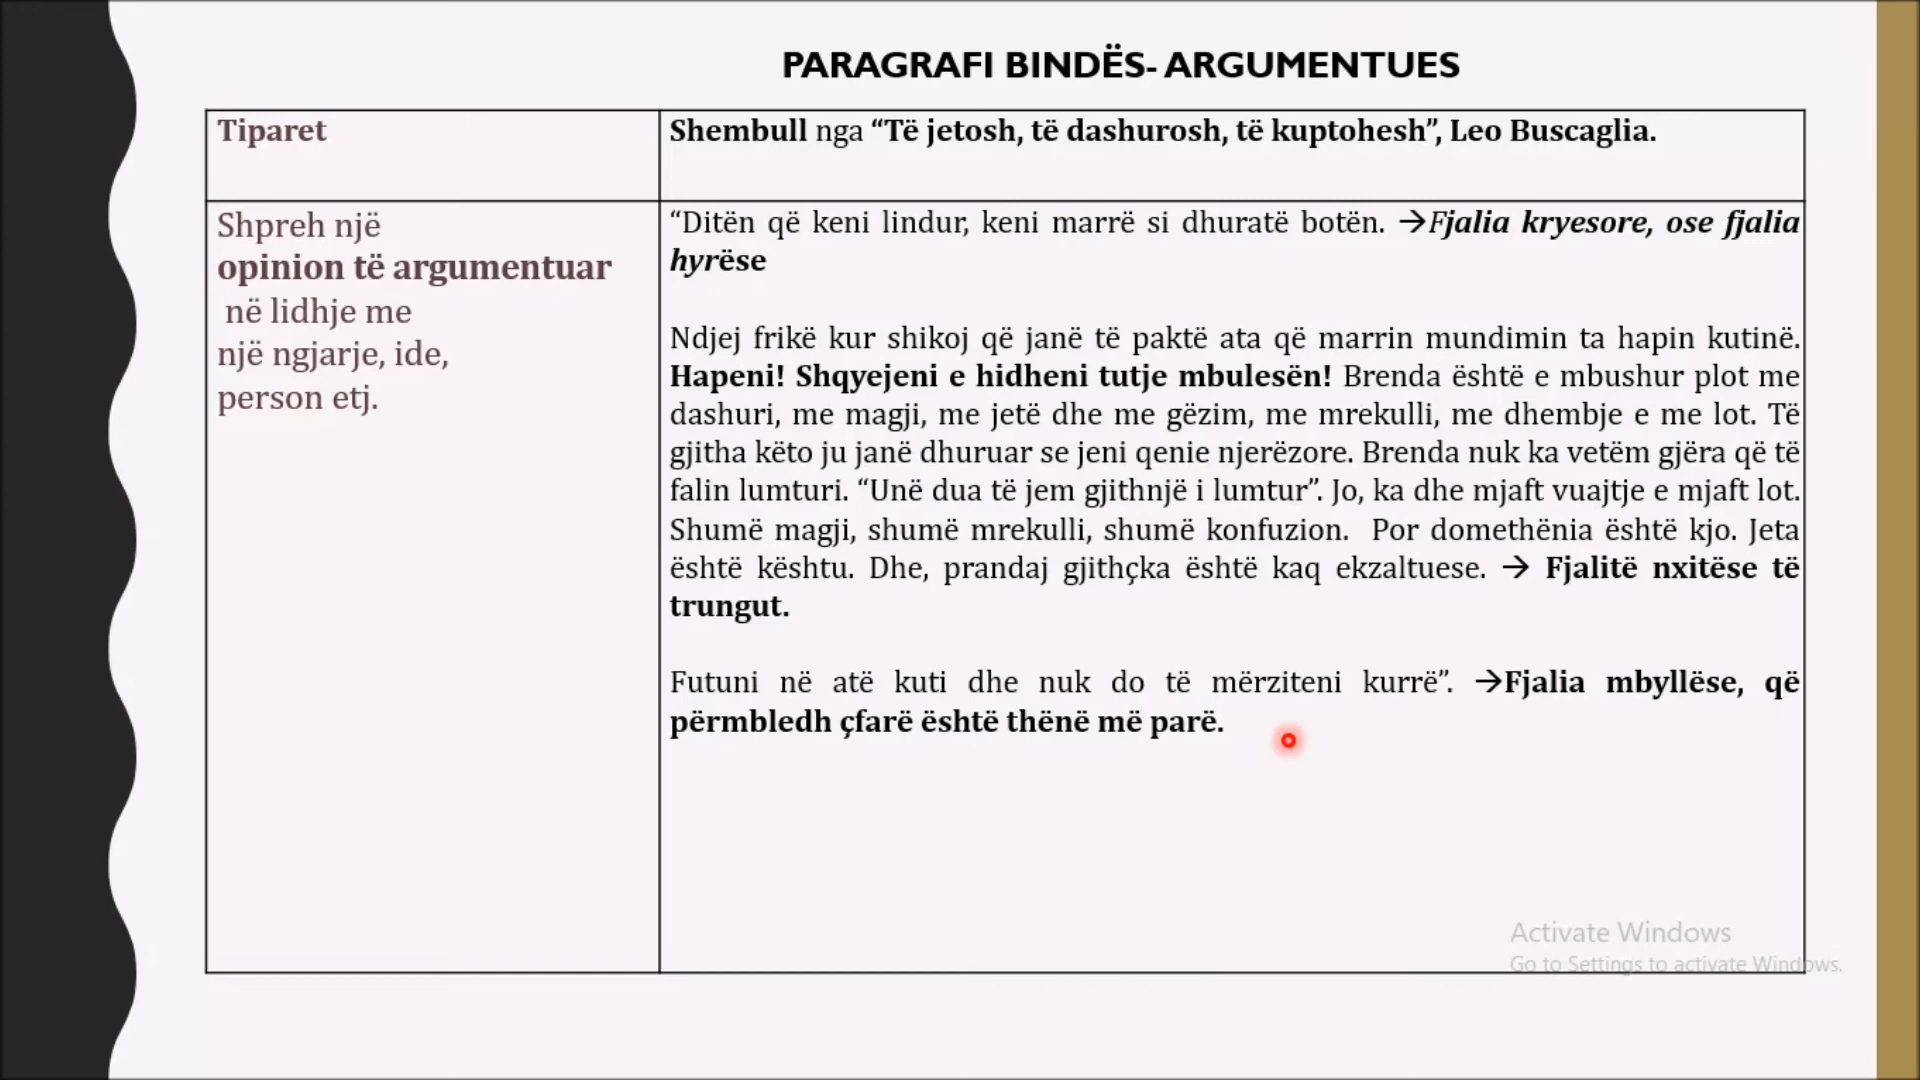 PARAGRAFI BINDËS- ARGUMENTUES
Tiparet
Shembull nga “Të jetosh, të dashurosh, të kuptohesh”, Leo Buscaglia.
Shpreh një
opinion të argumentuar
në lidhje me
një ngjarje, ide,
person etj.
“Ditën që keni lindur, keni marrë si dhuratë botën. →Fjalia kryesore, ose fjalia
hyrëse
Ndjej frikë kur shikoj që janë të paktë ata që marrin mundimin ta hapin kutinë.
Hapeni! Shqyejeni e hidheni tutje mbulesën! Brenda është e mbushur plot me
dashuri, me magji, me jetë dhe me gëzim, me mrekulli, me dhembje e me lot. Të
gjitha këto ju janë dhuruar se jeni qenie njerëzore. Brenda nuk ka vetëm gjëra që të
falin lumturi. “Unë dua të jem gjithnjë i lumtur”. Jo, ka dhe mjaft vuajtje e mjaft lot.
Shumë magji, shumë mrekulli, shumë konfuzion. Por domethënia është kjo. Jeta
është kështu. Dhe, prandaj gjithçka është kaq ekzaltuese. → Fjalitë nxitëse të
trungut.
Futuni në atë kuti dhe nuk do të mërziteni kurrë”. →Fjalia mbyllëse, që
përmbledh çfarë është thënë më parë.
Activate Windows
Go to Settings to activate Windows.